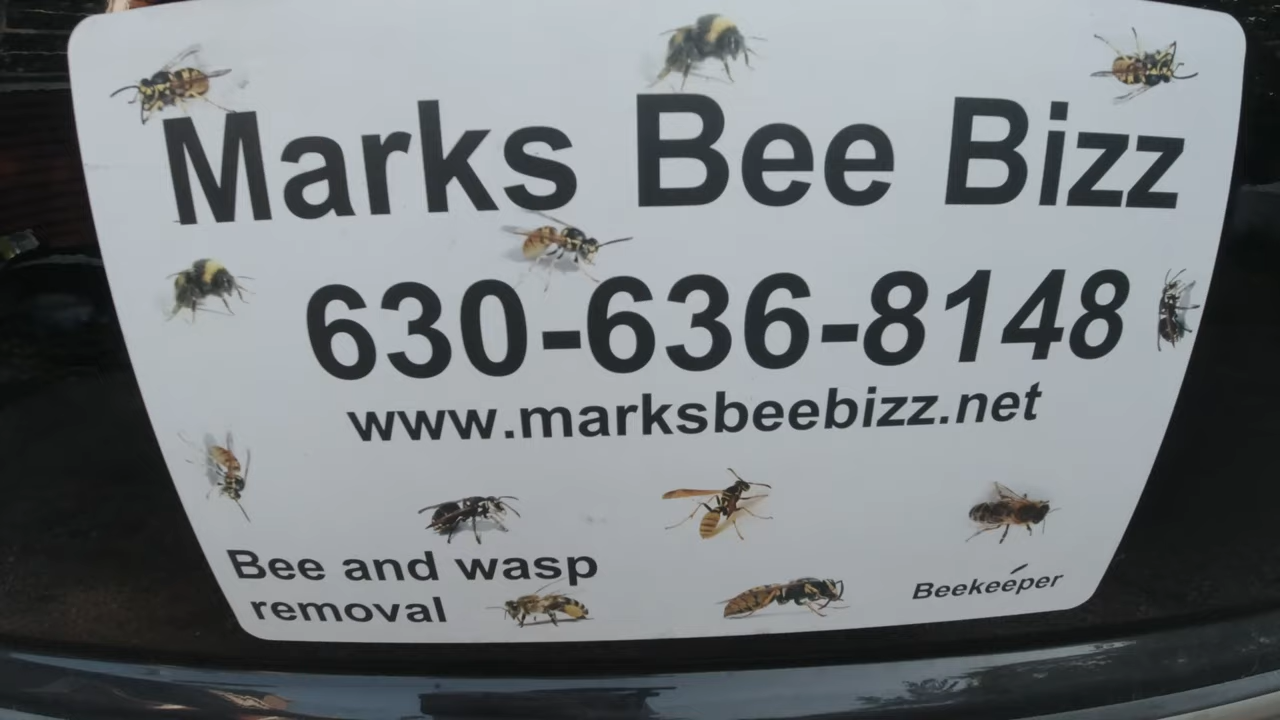 Marks Bee Bizz
630-636-8148
www.marksbeebizz.net
Bee and wasp
removal
Beekeeper